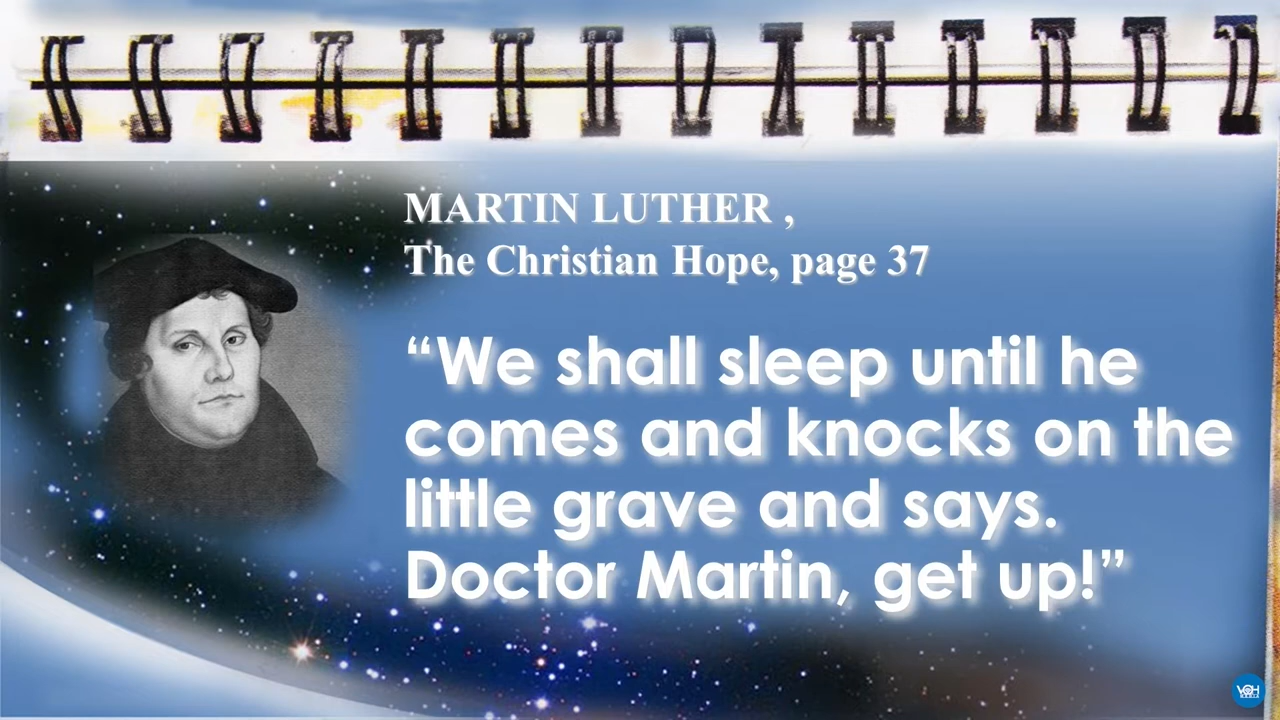 MARTIN LUTHER ,
The Christian Hope, page 37
“We shall sleep until he
comes and knocks on the
little grave and says.
Doctor Martin, get up!”
VOH